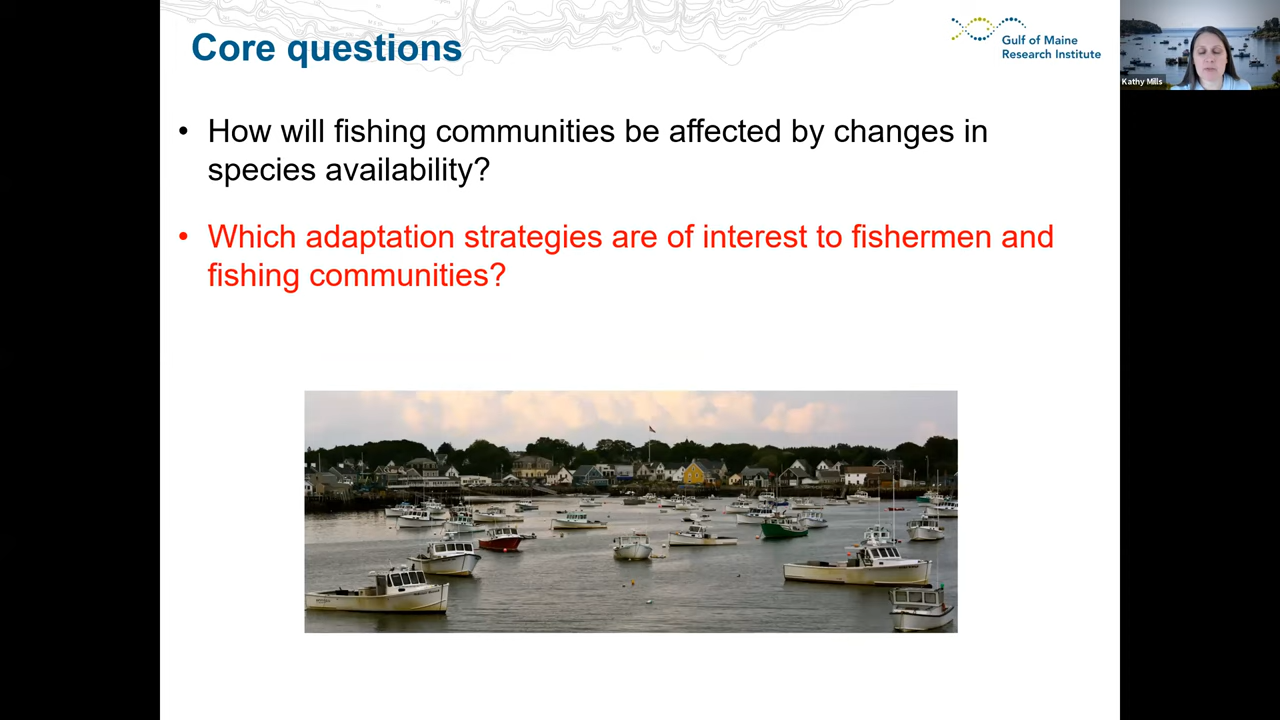 Core questions
Gulf of Maine
Research Institute
Kathy Mills
• How will fishing communities be affected by changes in
species availability?
• Which adaptation strategies are of interest to fishermen and
fishing communities?